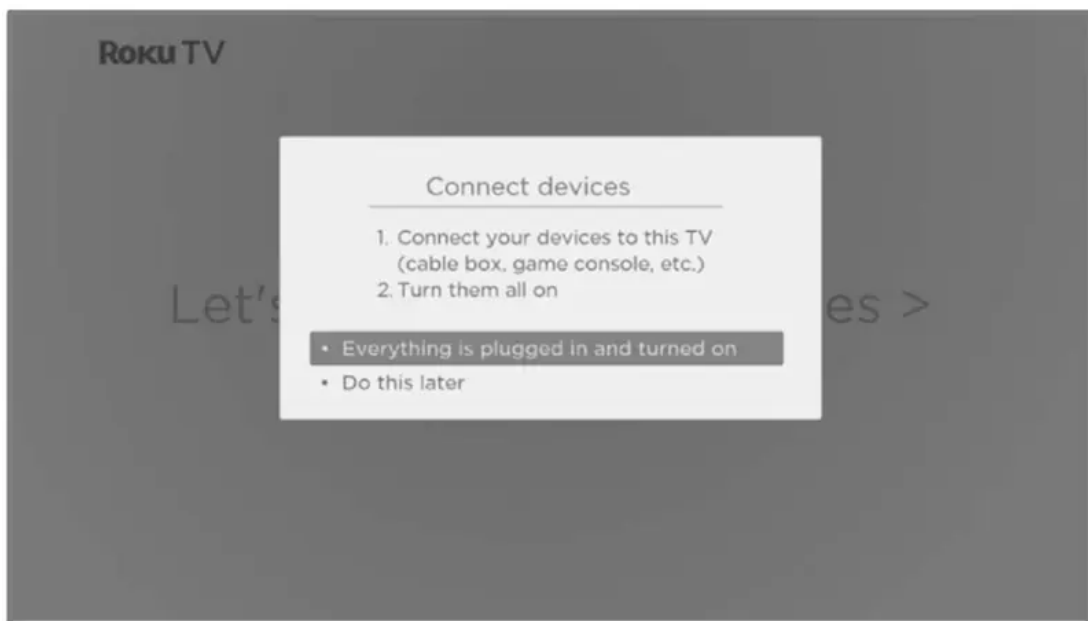 Roku TV
Connect devices
1. Connect your devices to this TV
(cable box, game console, etc.)
2. Turn them all on
Let's
es >
• Everything is plugged in and turned on
• Do this later